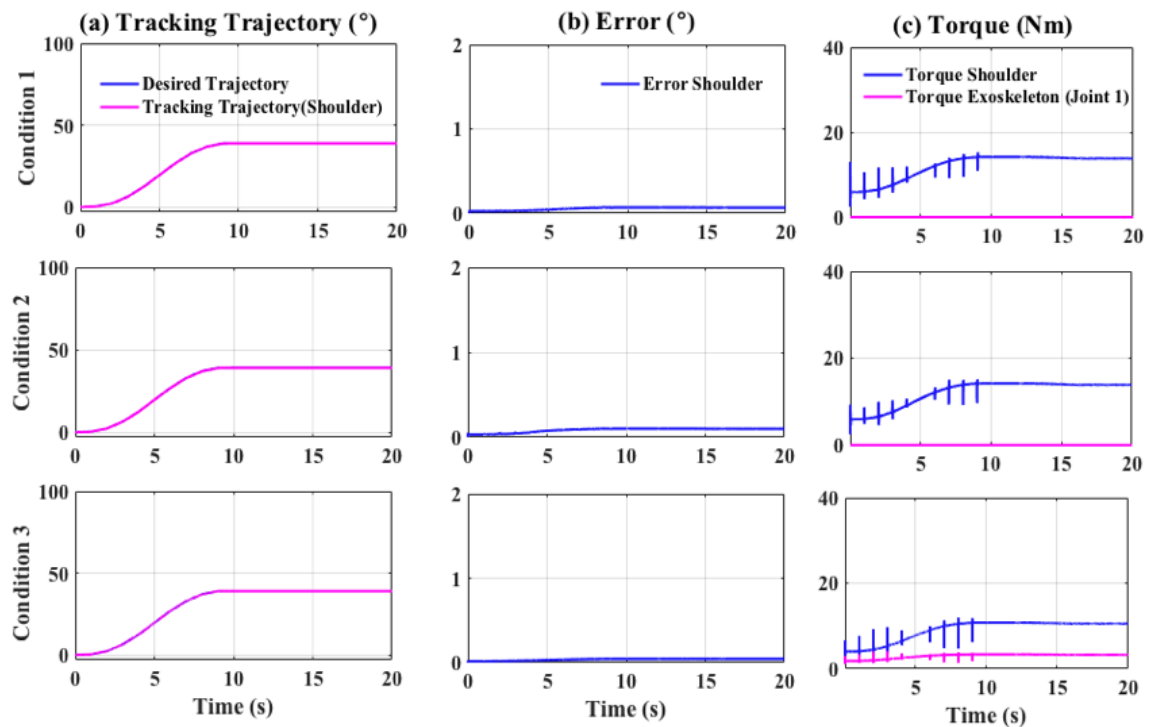 (a) Tracking Trajectory (°)
(b) Error (°)
(c) Torque (Nm)
Condition 1
100
50
0
Desired Trajectory
Tracking Trajectory(Shoulder)
0 5 10 15 20
2
1
0
Error Shoulder
0 5 10 15 20
40
20
0
Torque Shoulder
Torque Exoskeleton (Joint 1)
5 10 15 20
Condition 2
100
50
0
0 5 10 15 20
2
1
0
0 5 10 15 20
40
20
0
5 10 15 20
Condition 3
100
50
0
0 5 10 15 20
Time (s)
2
1
0
0 5 10 15 20
Time (s)
40
20
0
5 10 15 20
Time (s)